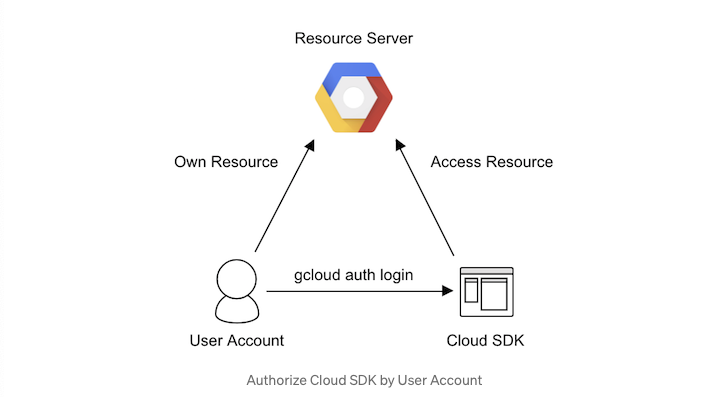 Resource Server
Own Resource
Access Resource
gcloud auth login
User Account
Cloud SDK
Authorize Cloud SDK by User Account